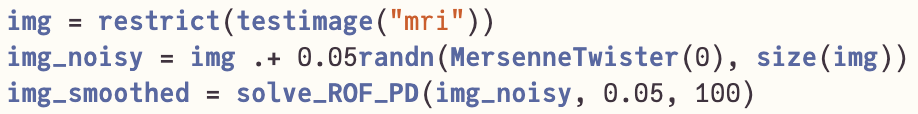 img = restrict(testimage("mri"))
img_noisy = img .+ 0.05randn(MersenneTwister(0), size(img))
img_smoothed = solve_ROF_PD(img_noisy, 0.05, 100)